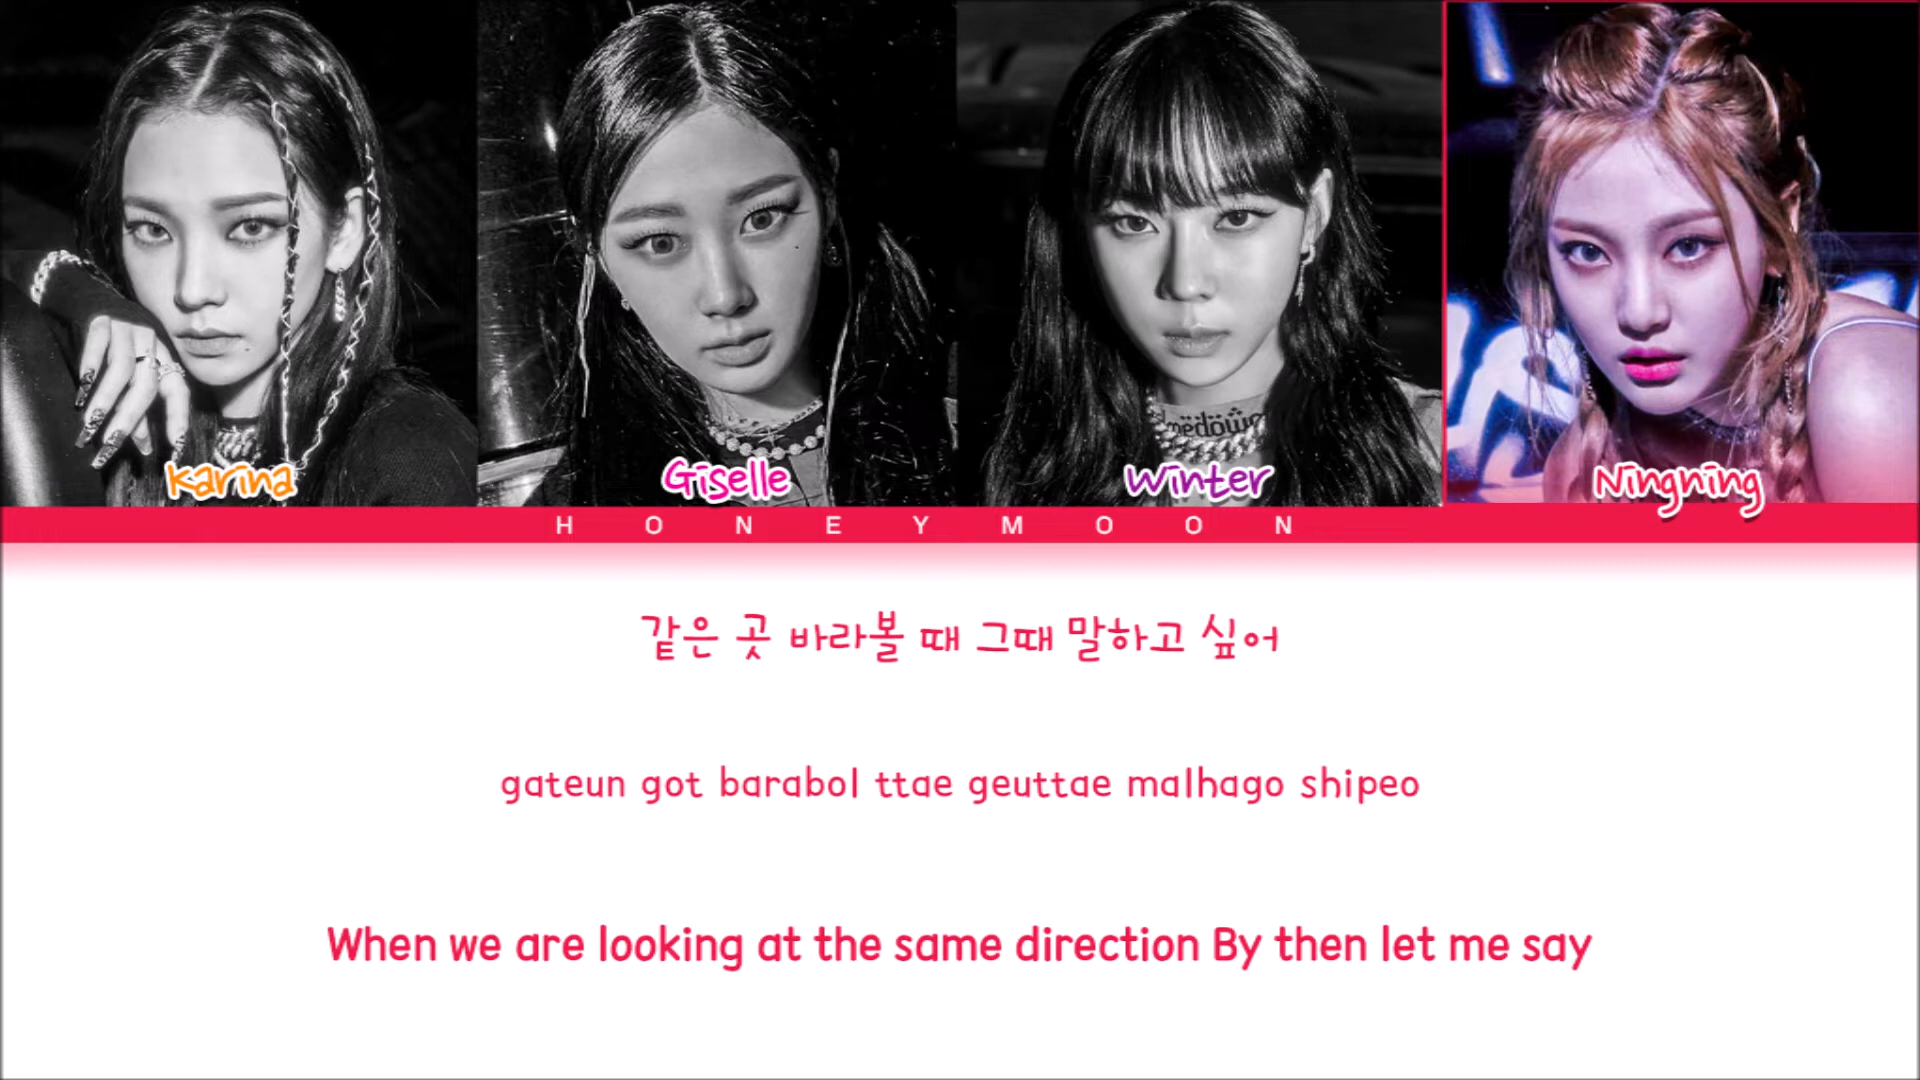 medöwn
Karina
Giselle
Winter
Ningning
HONEYMOON
같은 곳 바라볼 때 그때 말하고 싶어
gateun got barabol ttae geuttae malhago shipeo
When we are looking at the same direction By then let me say